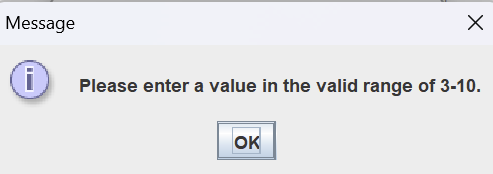 Message
Please enter a value in the valid range of 3-10.
OK